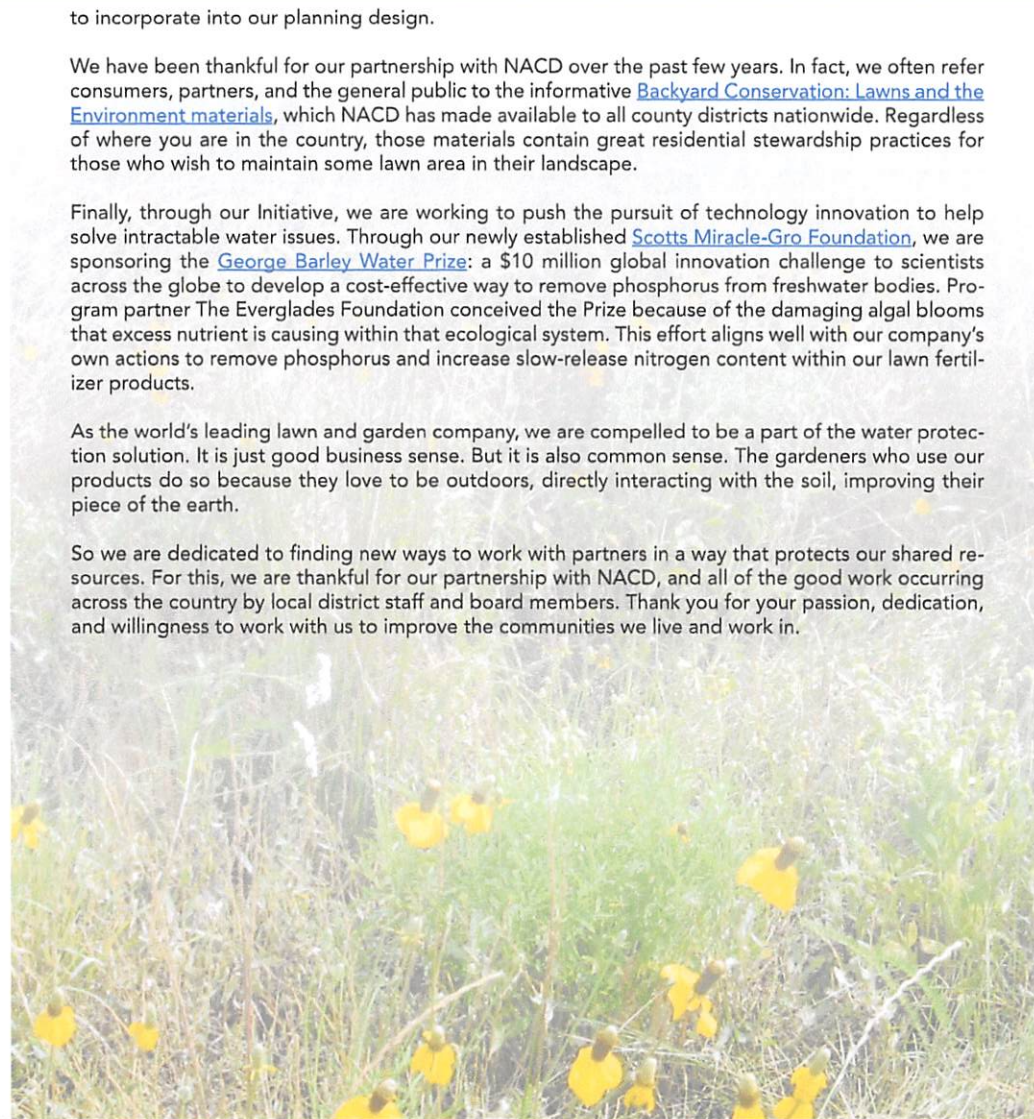 to incorporate into our planning design.
We have been thankful for our partnership with NACD over the past few years. In fact, we often refer
consumers, partners, and the general public to the informative Backyard Conservation: Lawns and the
Environment materials, which NACD has made available to all county districts nationwide. Regardless
of where you are in the country, those materials contain great residential stewardship practices for
those who wish to maintain some lawn area in their landscape.
Finally, through our Initiative, we are working to push the pursuit of technology innovation to help
solve intractable water issues. Through our newly established Scotts Miracle-Gro Foundation, we are
sponsoring the George Barley Water Prize: a $10 million global innovation challenge to scientists
across the globe to develop a cost-effective way to remove phosphorus from freshwater bodies. Pro-
gram partner The Everglades Foundation conceived the Prize because of the damaging algal blooms
that excess nutrient is causing within that ecological system. This effort aligns well with our company's
own actions to remove phosphorus and increase slow-release nitrogen content within our lawn fertil-
izer products.
As the world's leading lawn and garden company, we are compelled to be a part of the water protec-
tion solution. It is just good business sense. But it is also common sense. The gardeners who use our
products do so because they love to be outdoors, directly interacting with the soil, improving their
piece of the earth.
So we are dedicated to finding new ways to work with partners in a way that protects our shared re-
sources. For this, we are thankful for our partnership with NACD, and all of the good work occurring
across the country by local district staff and board members. Thank you for your passion, dedication,
and willingness to work with us to improve the communities we live and work in.